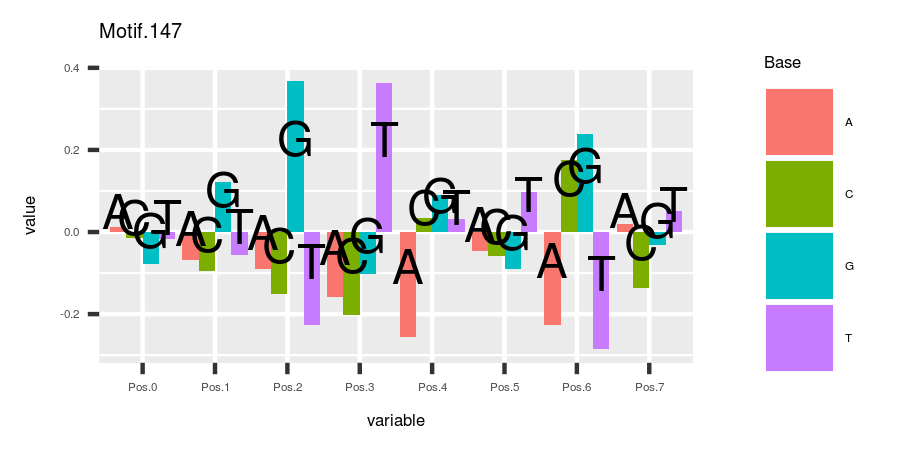 Motif.147
value
0.4
0.2
0.0
-0.2
A C G T A C G T A C G T A C G T A C G T A C G T A C G T A C G T
Pos.0 Pos.1 Pos.2 Pos.3 Pos.4 Pos.5 Pos.6 Pos.7
variable
Base
A
C
G
T